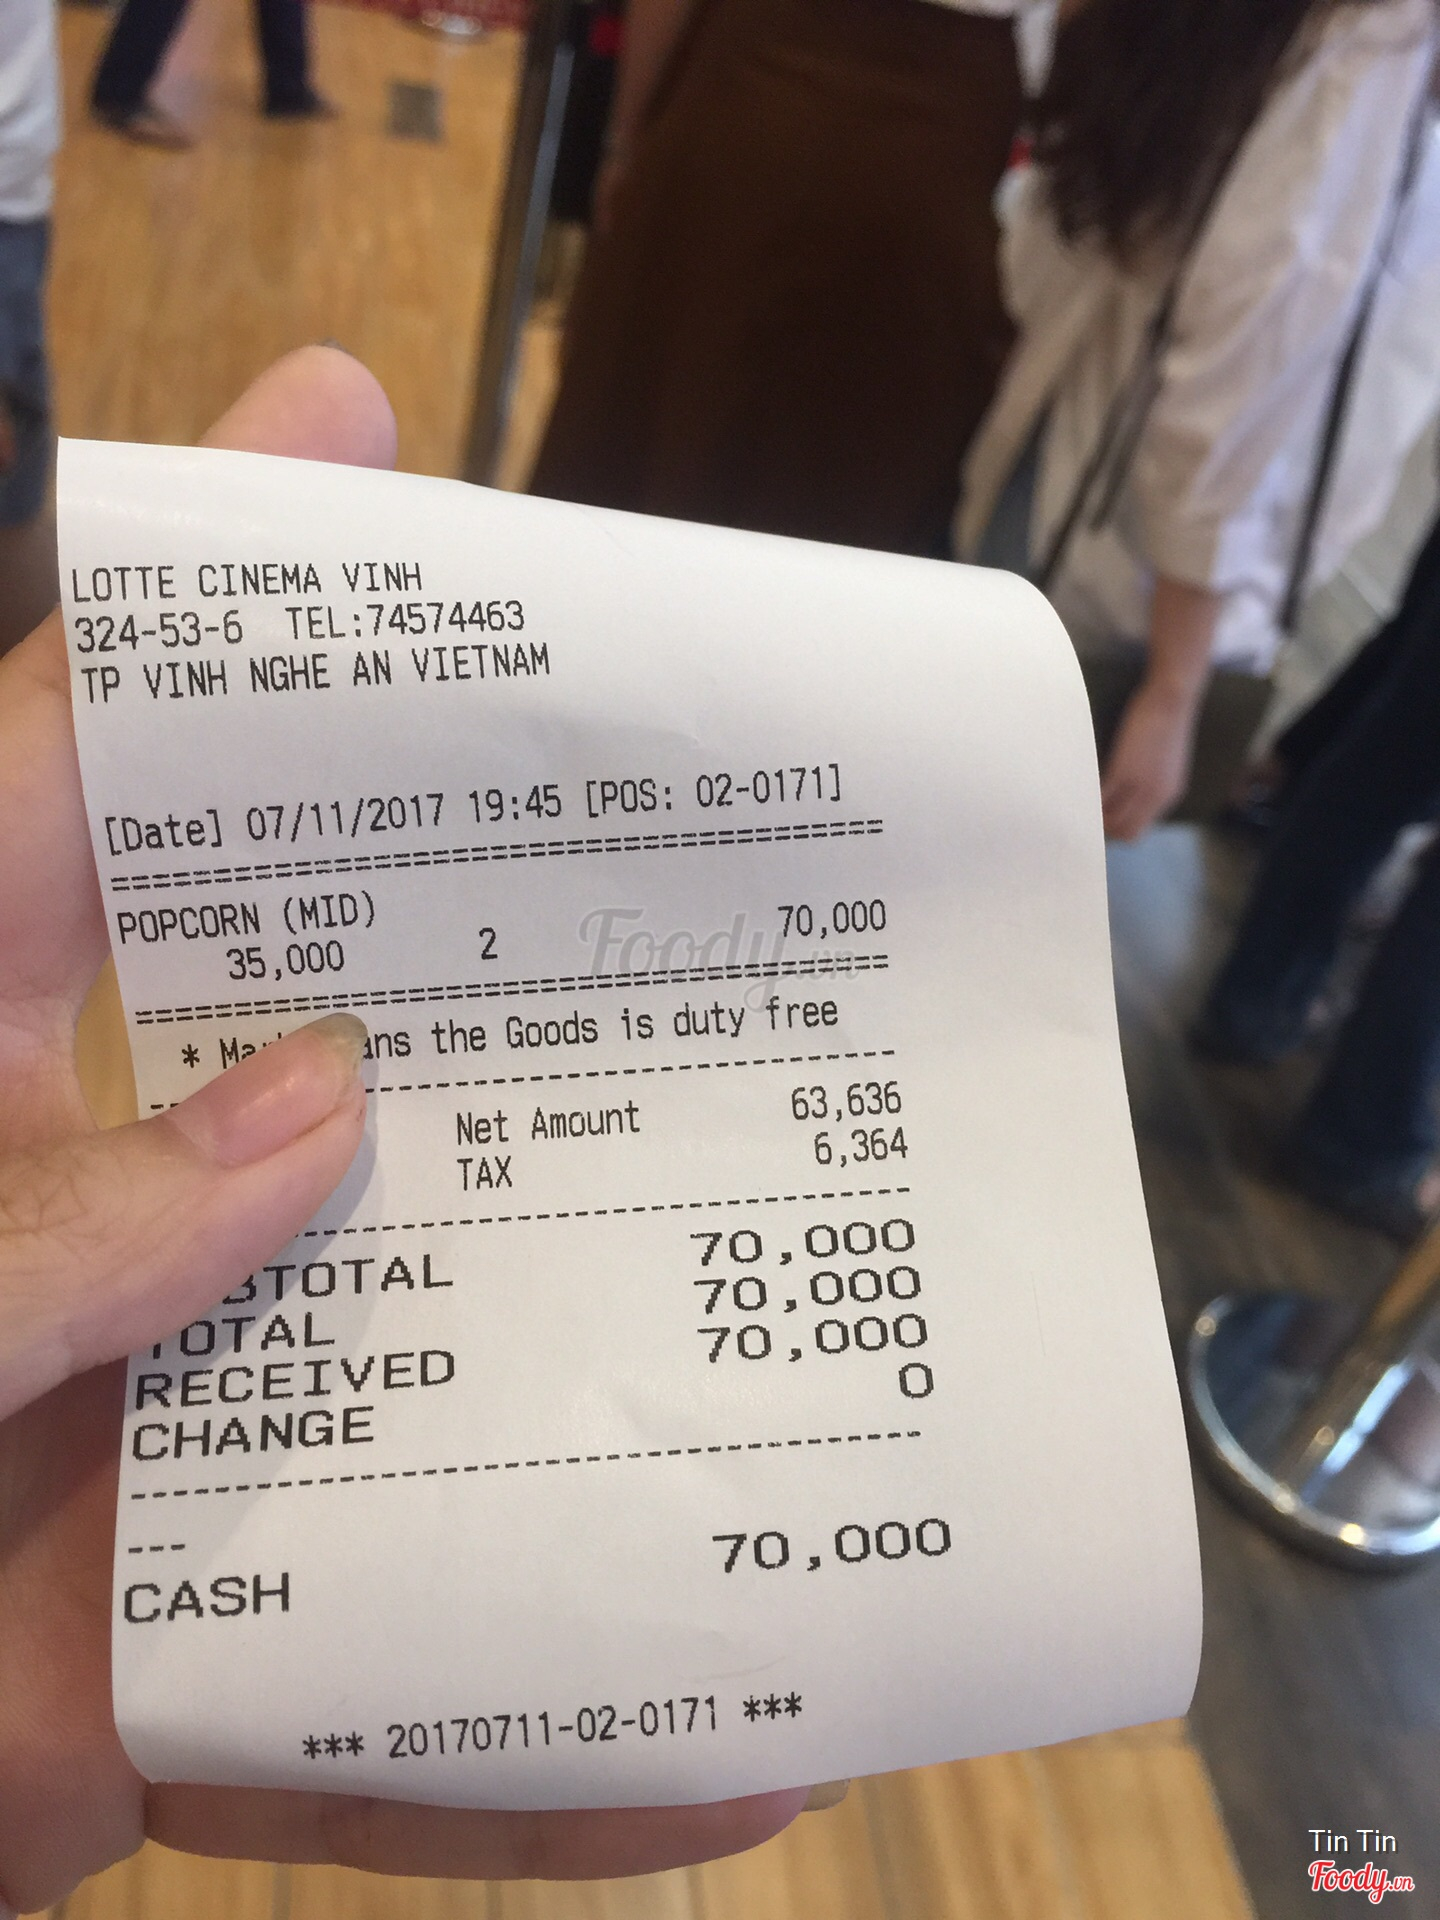 LOTTE CINEMA VINH
324-53-6 TEL:74574463
TP VINH NGHE AN VIETNAM
[Date] 07/11/2017 19:45 [POS: 02-0171]
==================================
POPCORN (MID)
35,000 2 70,000
==================================
* the Goods is duty free
Net Amount 63,636
TAX 6,364
70,000
TOTAL 70,000
RECEIVED 70,000
CHANGE 0
---
CASH 70,000
*** 20170711-02-0171 ***
Foody.vn
Tin Tin
Foody.vn